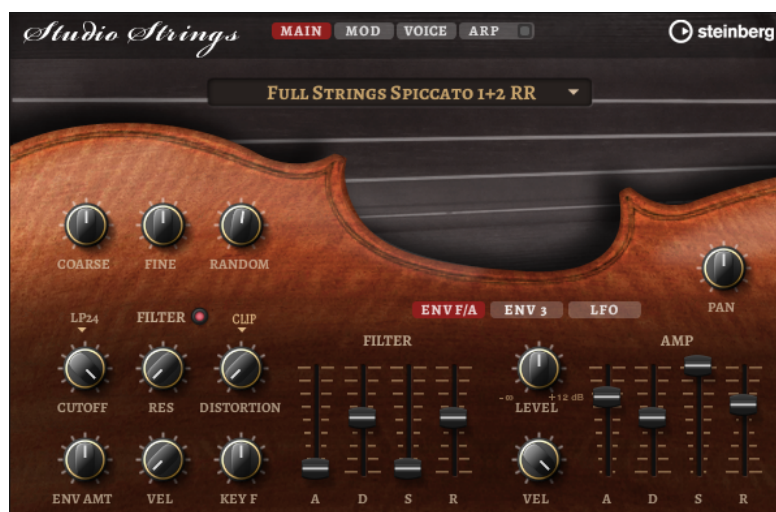 Studio Strings
MAIN MOD VOICE ARP
steinberg
FULL STRINGS SPICCATO 1+2 RR
COARSE FINE RANDOM
PAN
ENV F/A ENV 3 LFO
LP24 FILTER CLIP
FILTER
AMP
CUTOFF RES DISTORTION
-∞ +12 dB
LEVEL
ENV AMT VEL KEY F
A D S R
VEL
A D S R